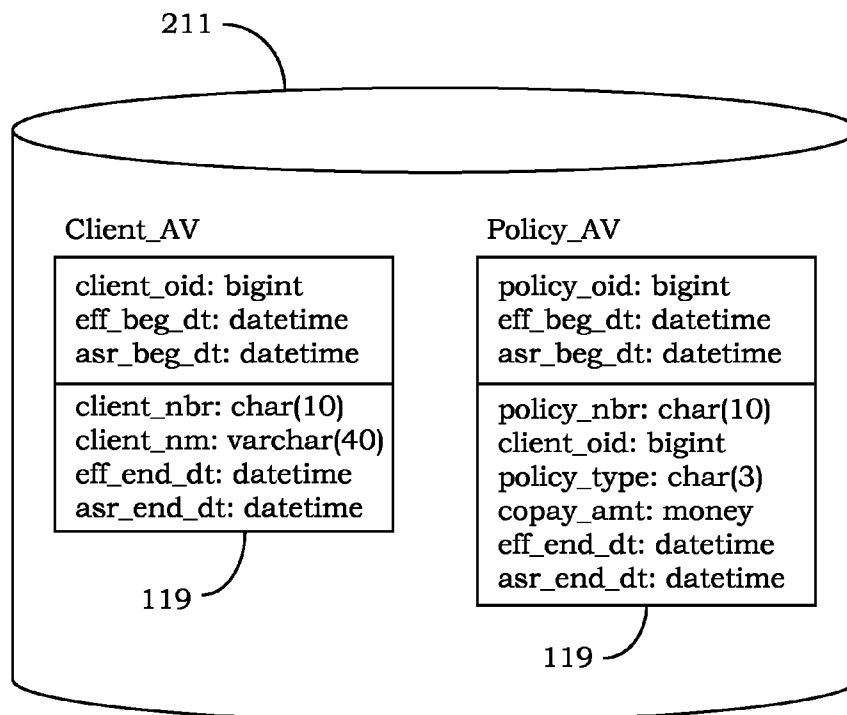 211
Client_AV
client_oid: bigint
eff_beg_dt: datetime
asr_beg_dt: datetime
client_nbr: char(10)
client_nm: varchar(40)
eff_end_dt: datetime
asr_end_dt: datetime
119
Policy_AV
policy_oid: bigint
eff_beg_dt: datetime
asr_beg_dt: datetime
policy_nbr: char(10)
client_oid: bigint
policy_type: char(3)
copay_amt: money
eff_end_dt: datetime
asr_end_dt: datetime
119